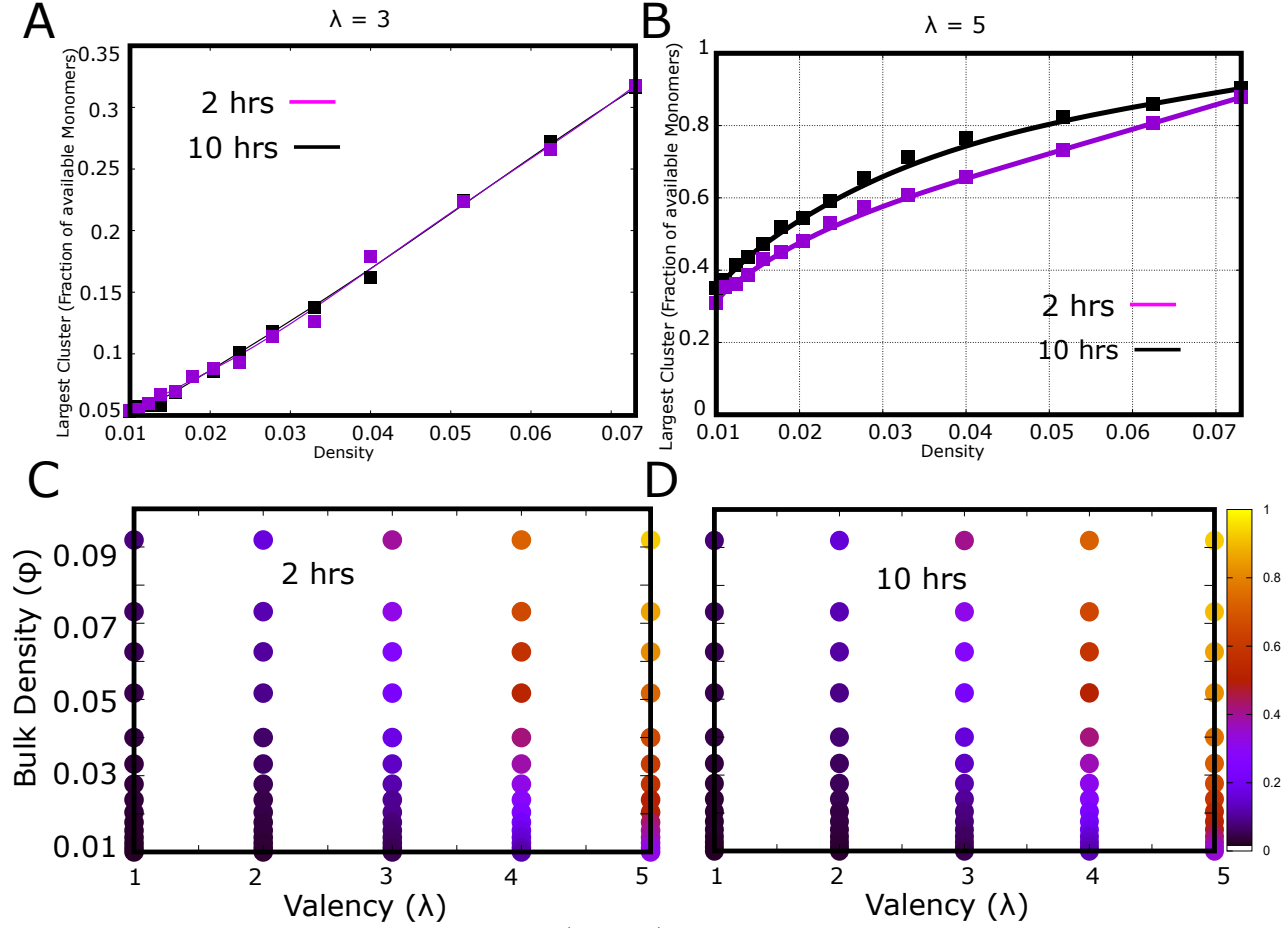 A
λ = 3
Largest Cluster (Fraction of available Monomers)
0.35
0.3
0.25
0.2
0.15
0.1
0.05
2 hrs
10 hrs
0.01
0.02
0.03
0.04
0.05
0.06
0.07
Density
B
λ = 5
Largest Cluster (Fraction of available Monomers)
1
0.8
0.6
0.4
0.2
0
2 hrs
10 hrs
0.01
0.02
0.03
0.04
0.05
0.06
0.07
Density
C
Bulk Density (φ)
0.09
0.07
0.05
0.03
0.01
2 hrs
1
2
3
4
5
Valency (λ)
D
10 hrs
1
2
3
4
5
Valency (λ)
1
0.8
0.6
0.4
0.2
0